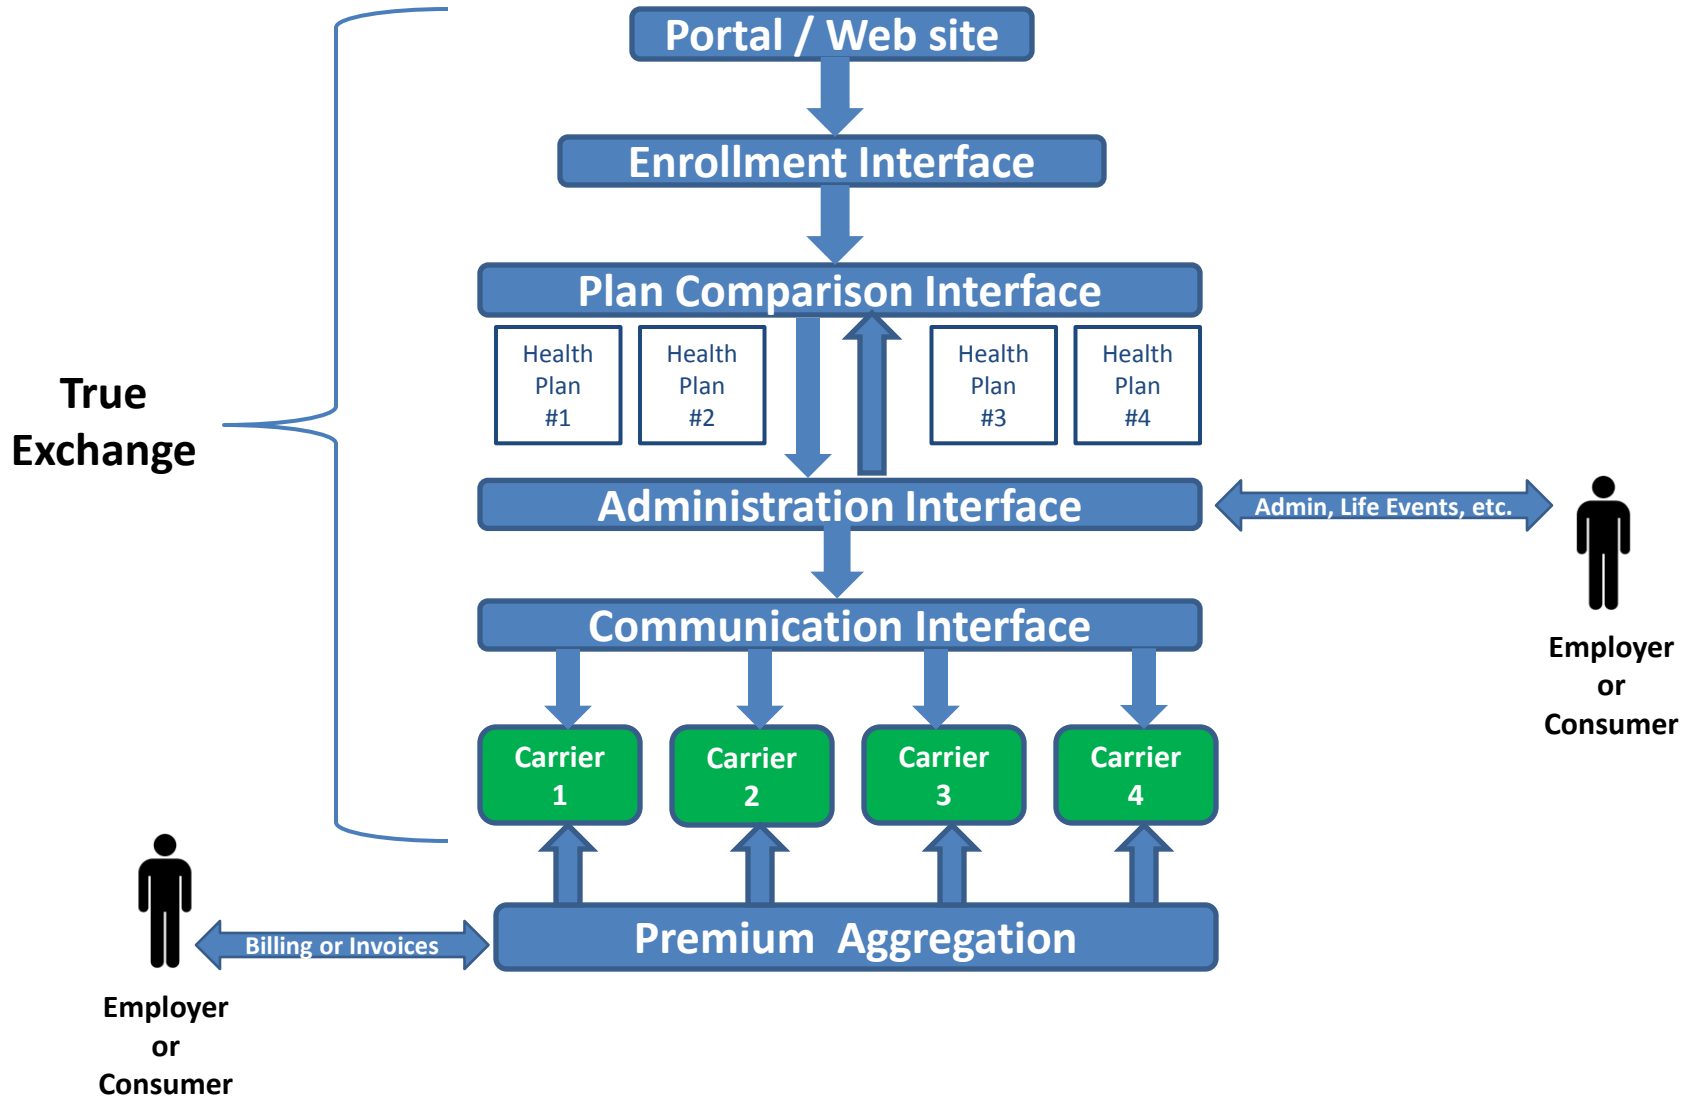 Portal / Web site
Enrollment Interface
Plan Comparison Interface
Health
Plan
#1
Health
Plan
#2
Health
Plan
#3
Health
Plan
#4
True
Exchange
Administration Interface
Admin, Life Events, etc.
Communication Interface
Employer
or
Consumer
Carrier
1
Carrier
2
Carrier
3
Carrier
4
Premium Aggregation
Billing or Invoices
Employer
or
Consumer